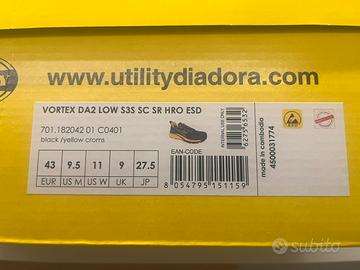 www.utilitydiadora.com
VORTEX DA2 LOW S3S SC SR HRO ESD
701.182042 01 C0401
black /yellow croms
EAN-CODE
43 9.5 11 9 27.5
EUR US M US W UK JP
8 054795 151159
6275 6532
made in cambodia
4500031774
subito